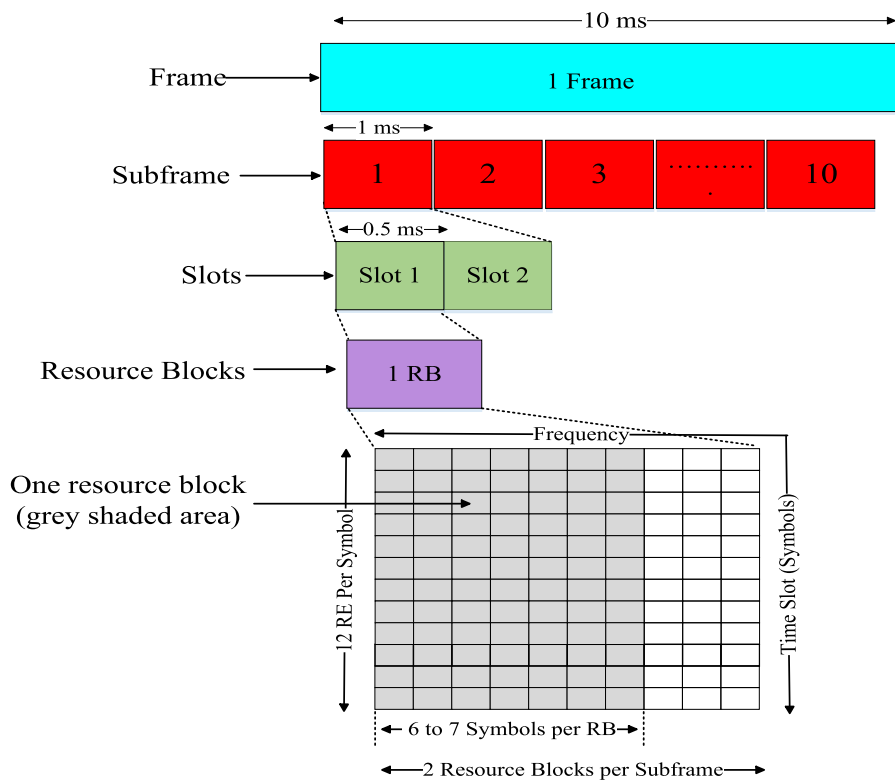 10 ms
Frame
1 Frame
1 ms
Subframe
1
2
3
..........
.
10
0.5 ms
Slots
Slot 1
Slot 2
Resource Blocks
1 RB
Frequency
One resource block
(grey shaded area)
12 RE Per Symbol
Time Slot (Symbols)
6 to 7 Symbols per RB
2 Resource Blocks per Subframe